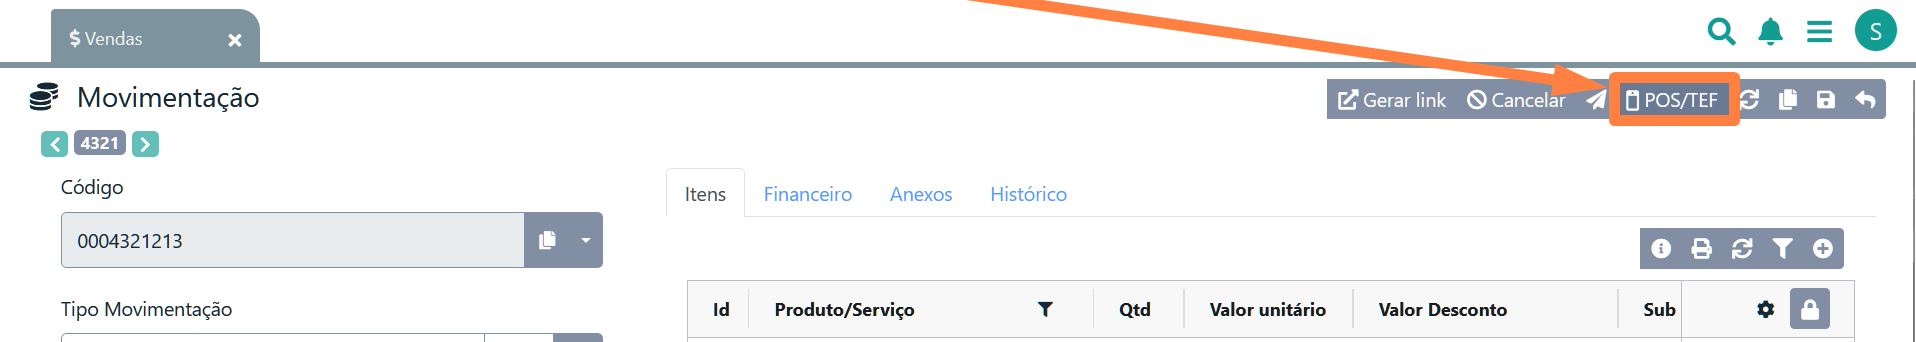 $ Vendas
S
Movimentação
Gerar link Cancelar POS/TEF
4321
Código
0004321213
Tipo Movimentação
Itens Financeiro Anexos Histórico
Id Produto/Serviço Qtd Valor unitário Valor Desconto Sub